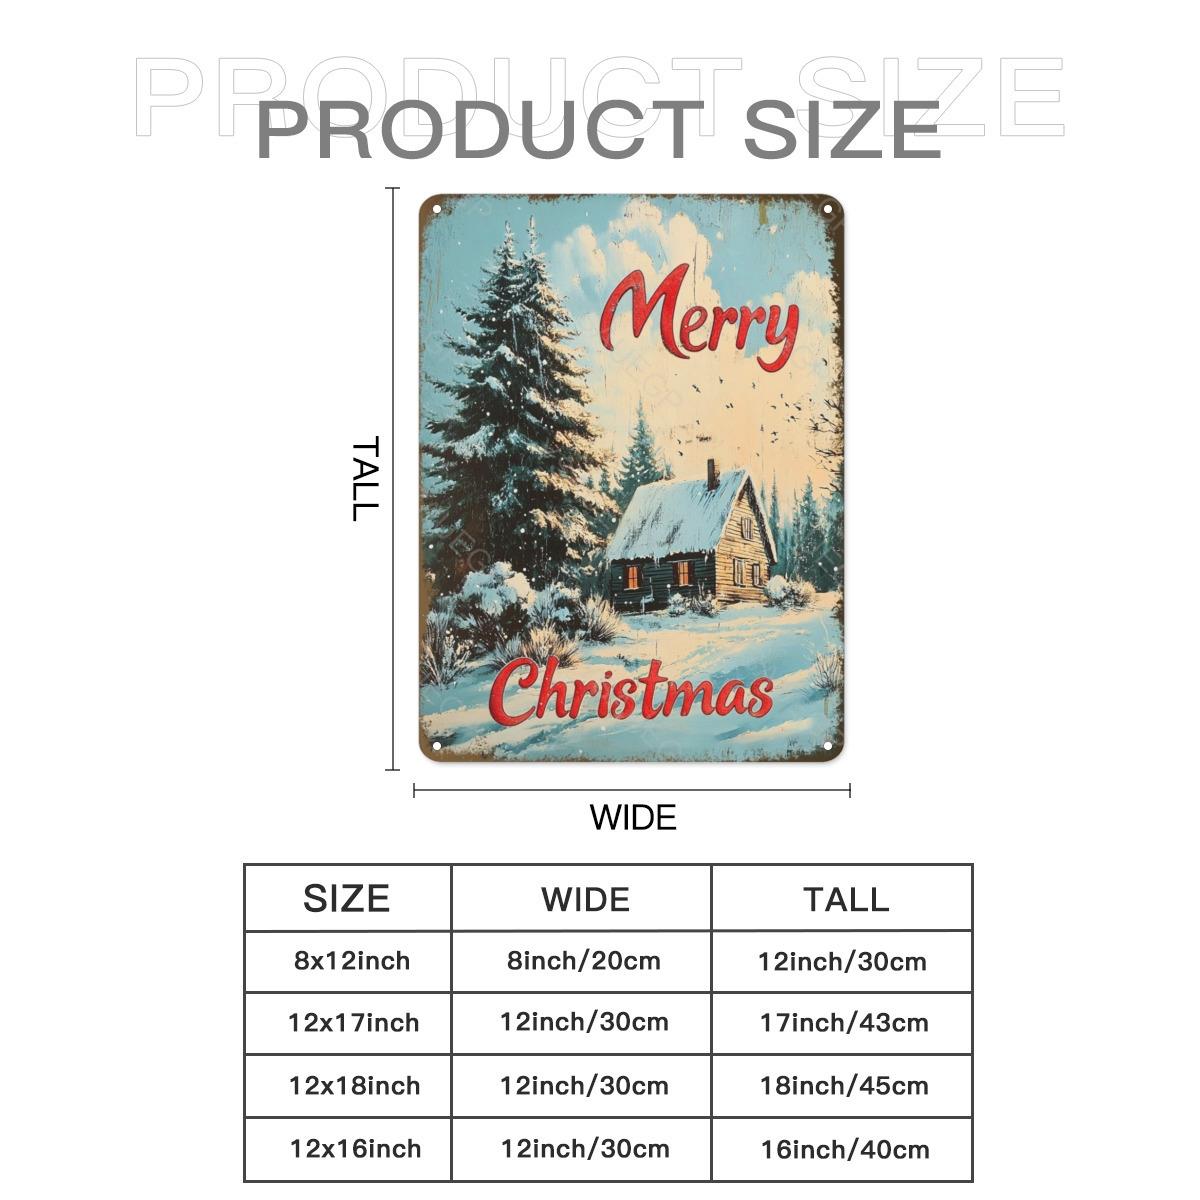 PRODUCT SIZE
PRODUCT SIZE
Merry
TALL
Christmas
WIDE
SIZE WIDE TALL
8x12inch 8inch/20cm 12inch/30cm
12x17inch 12inch/30cm 17inch/43cm
12x18inch 12inch/30cm 18inch/45cm
12x16inch 12inch/30cm 16inch/40cm